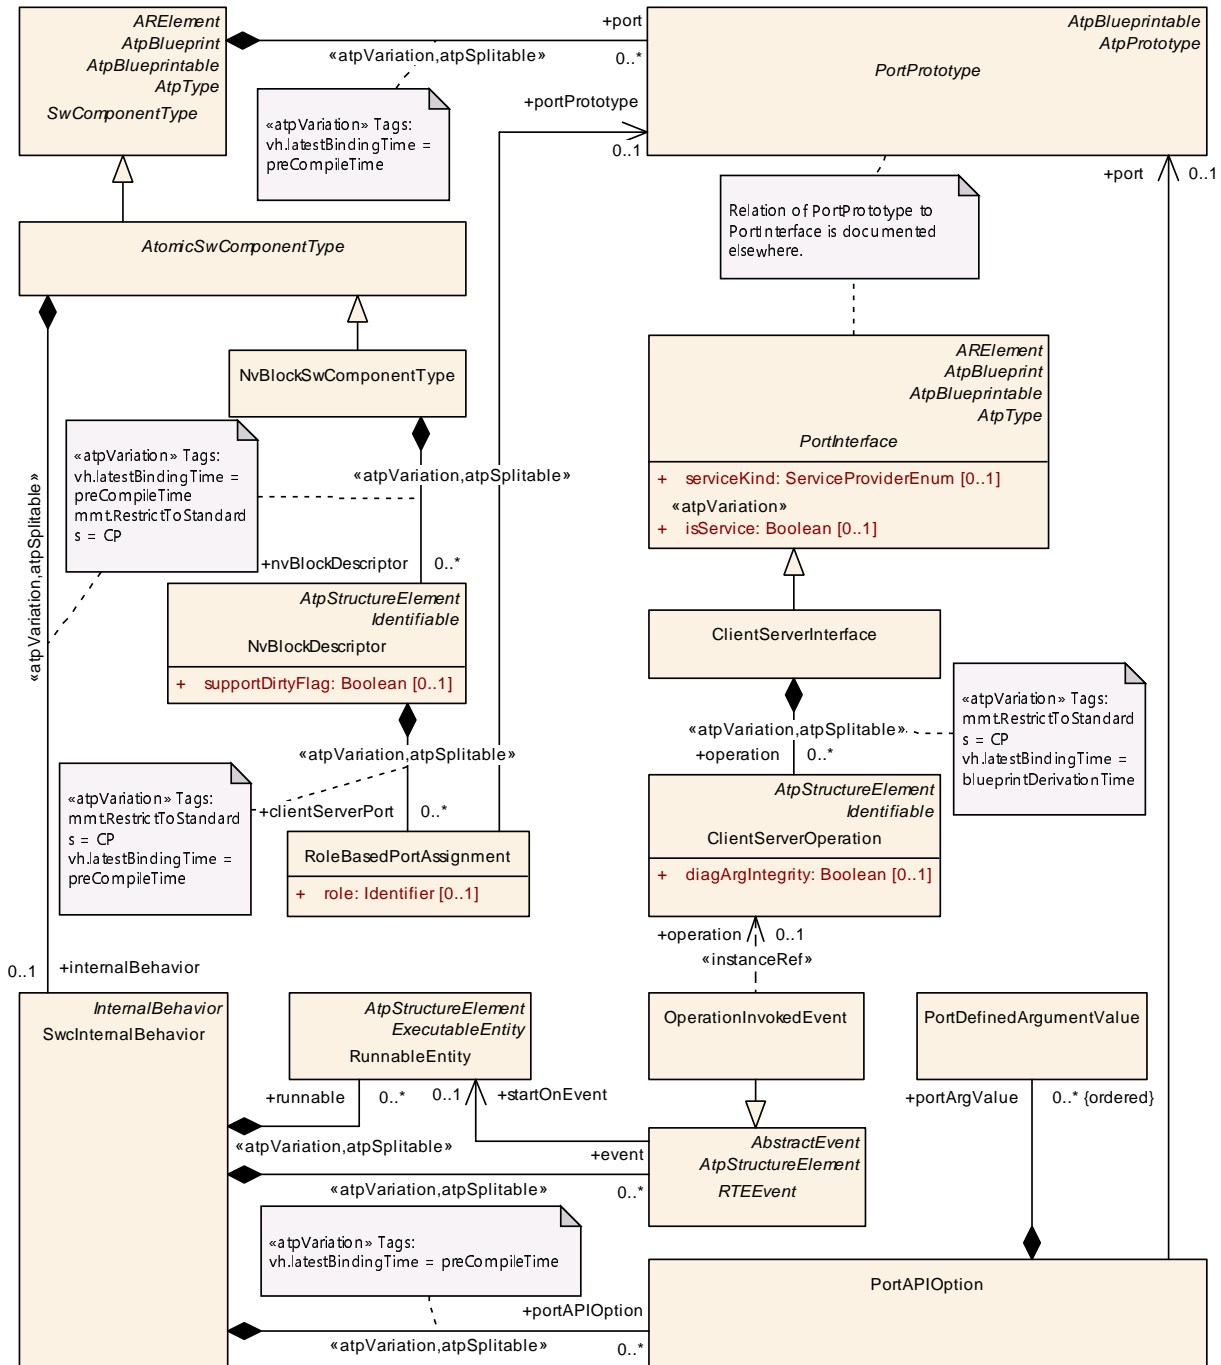 ARElement
AtpBlueprint
AtpBlueprintable
AtpType
SwComponentType
+port
«atpVariation,atpSplitable»
0..*
AtpBlueprintable
AtpPrototype
PortPrototype
«atpVariation» Tags:
vh.latestBindingTime =
preCompileTime
+portPrototype
0..1
+port
0..1
Relation of PortPrototype to
PortInterface is documented
elsewhere.
AtomicSwComponentType
NvBlockSwComponentType
ARElement
AtpBlueprint
AtpBlueprintable
AtpType
PortInterface
+ serviceKind: ServiceProviderEnum [0..1]
«atpVariation»
+ isService: Boolean [0..1]
«atpVariation» Tags:
vh.latestBindingTime =
preCompileTime
mmt.RestrictToStandard
s = CP
«atpVariation,atpSplitable»
«atpVariation,atpSplitable»
+nvBlockDescriptor
0..*
AtpStructureElement
Identifiable
NvBlockDescriptor
+ supportDirtyFlag: Boolean [0..1]
ClientServerInterface
«atpVariation» Tags:
mmt.RestrictToStandard
s = CP
vh.latestBindingTime =
blueprintDerivationTime
«atpVariation,atpSplitable»
+operation
0..*
«atpVariation,atpSplitable»
«atpVariation» Tags:
mmt.RestrictToStandard
s = CP
vh.latestBindingTime =
preCompileTime
+clientServerPort
0..*
RoleBasedPortAssignment
+ role: Identifier [0..1]
AtpStructureElement
Identifiable
ClientServerOperation
+ diagArgIntegrity: Boolean [0..1]
+operation
0..1
«instanceRef»
0..1
+internalBehavior
InternalBehavior
SwcInternalBehavior
AtpStructureElement
ExecutableEntity
RunnableEntity
OperationInvokedEvent
PortDefinedArgumentValue
+runnable
0..*
0..1
+startOnEvent
+portArgValue
0..* {ordered}
«atpVariation,atpSplitable»
+event
«atpVariation,atpSplitable»
0..*
AbstractEvent
AtpStructureElement
RTEEvent
«atpVariation» Tags:
vh.latestBindingTime = preCompileTime
+portAPIOption
«atpVariation,atpSplitable»
0..*
PortAPIOption